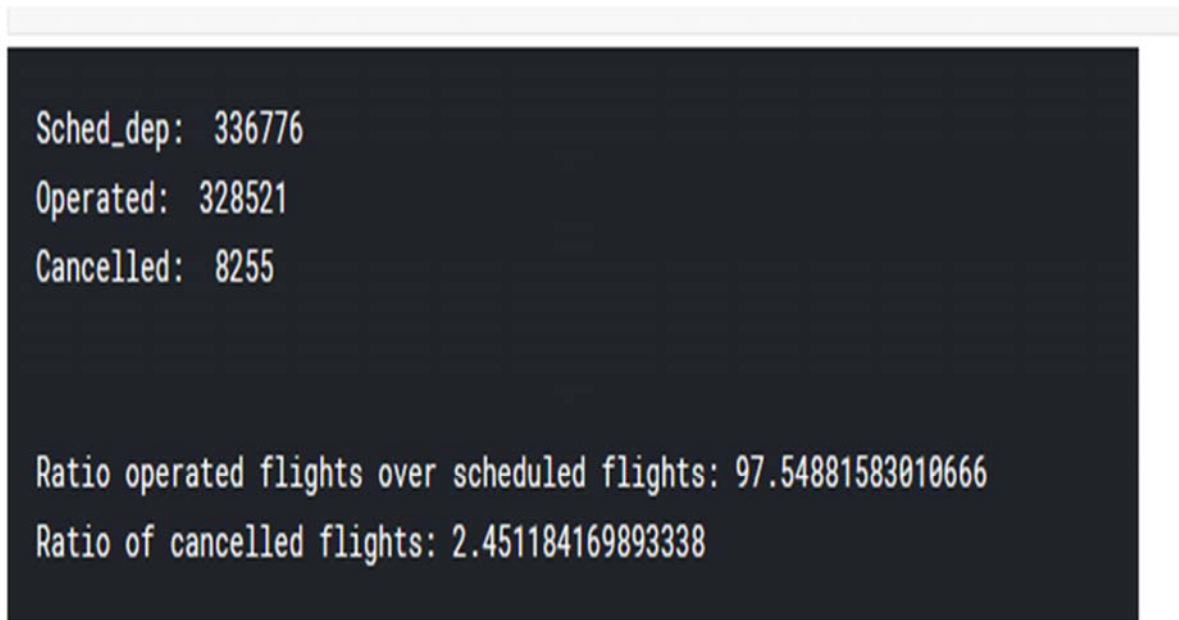 Sched_dep:  336776
Operated:  328521
Cancelled:  8255
Ratio operated flights over scheduled flights: 97.54881583010666
Ratio of cancelled flights: 2.451184169893338